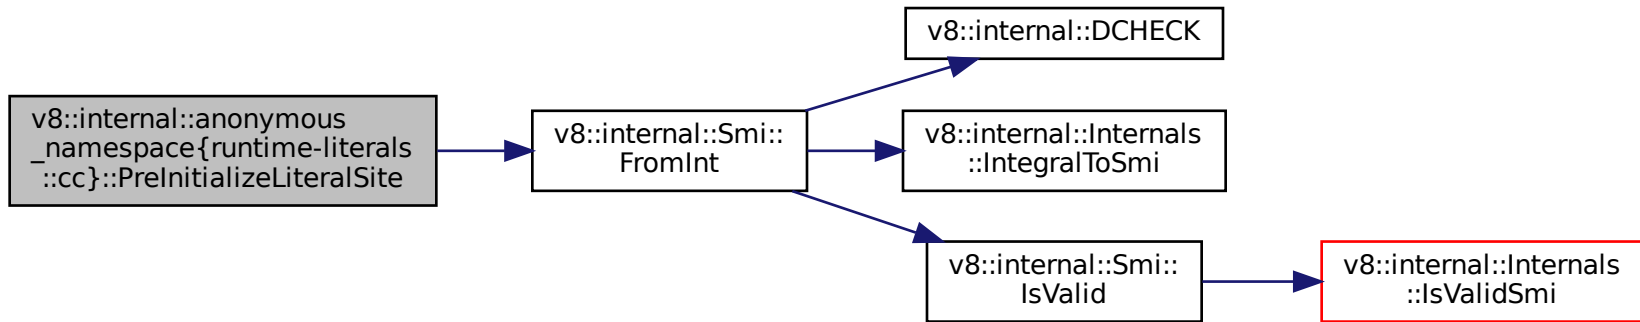 v8::internal::anonymous
_namespace{runtime-literals
::cc}::PreInitializeLiteralSite
v8::internal::Smi::
FromInt
v8::internal::DCHECK
v8::internal::Internals
::IntegralToSmi
v8::internal::Smi::
IsValid
v8::internal::Internals
::IsValidSmi